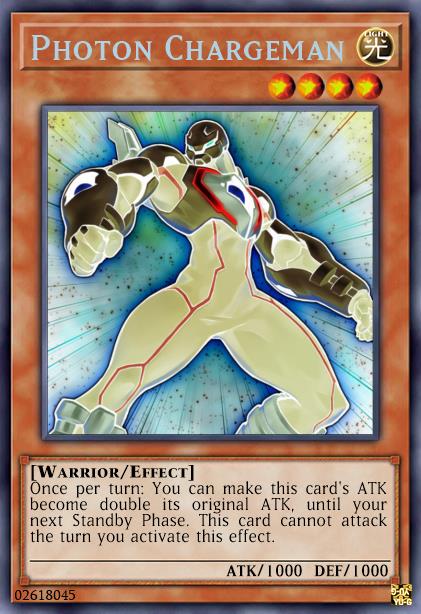 PHOTON CHARGEMAN
LIGHT
光
[WARRIOR/EFFECT]
Once per turn: You can make this card's ATK
become double its original ATK, until your
next Standby Phase. This card cannot attack
the turn you activate this effect.
ATK/1000 DEF/1000
02618045